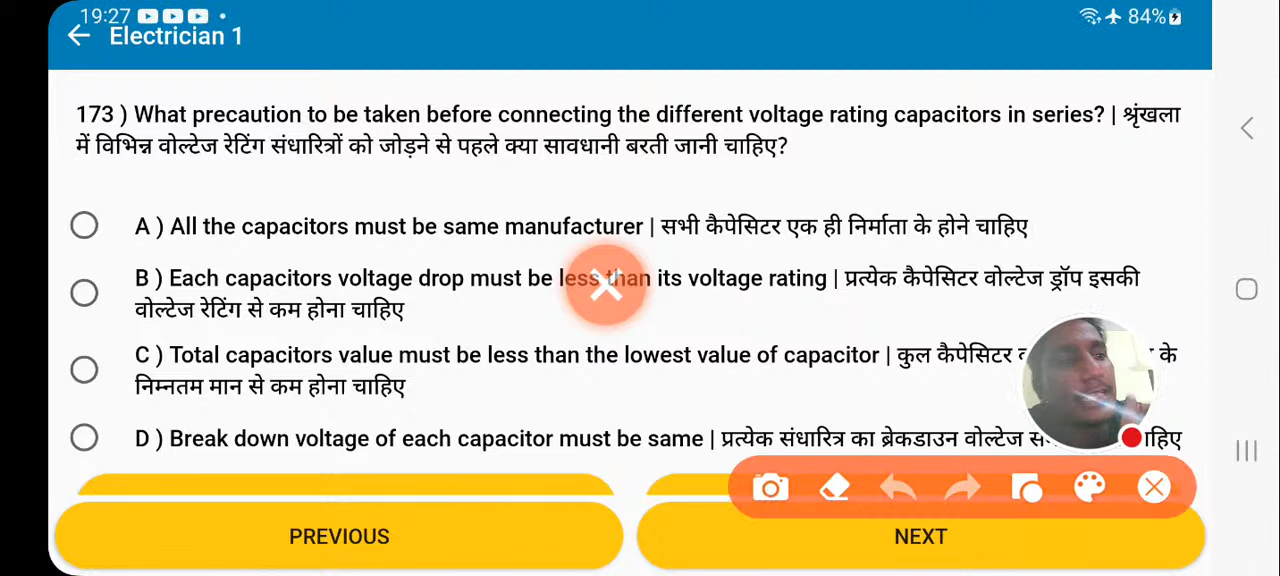 19:27
84%
Electrician 1
173 ) What precaution to be taken before connecting the different voltage rating capacitors in series? | श्रृंखला
में विभिन्न वोल्टेज रेटिंग संधारित्रों को जोड़ने से पहले क्या सावधानी बरती जानी चाहिए?
A ) All the capacitors must be same manufacturer | सभी कैपेसिटर एक ही निर्माता के होने चाहिए
B ) Each capacitors voltage drop must be less than its voltage rating | प्रत्येक कैपेसिटर वोल्टेज ड्रॉप इसकी
वोल्टेज रेटिंग से कम होना चाहिए
C ) Total capacitors value must be less than the lowest value of capacitor | कुल कैपेसिटर के
निम्नतम मान से कम होना चाहिए
D ) Break down voltage of each capacitor must be same | प्रत्येक संधारित्र का ब्रेकडाउन वोल्टेज
PREVIOUS
NEXT